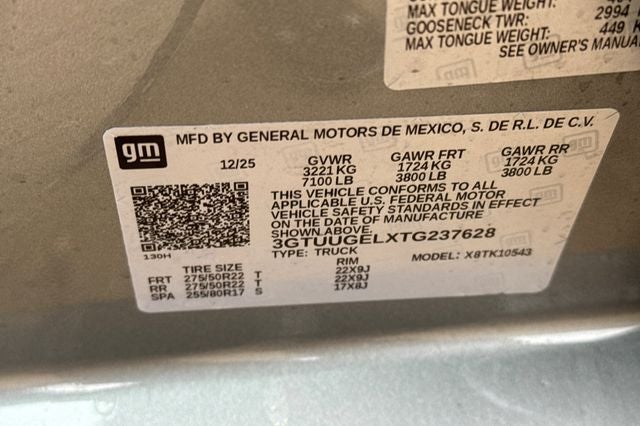 MAX TONGUE WEIGHT:
GOOSENECK TWR: 2994
MAX TONGUE WEIGHT: 449 K
SEE OWNER'S MANUA
gm
MFD BY GENERAL MOTORS DE MEXICO, S. DE R.L. DE C.V.
12/25 GVWR GAWR FRT GAWR RR
3221 KG 1724 KG 1724 KG
7100 LB 3800 LB 3800 LB
THIS VEHICLE CONFORMS TO ALL
APPLICABLE U.S. FEDERAL MOTOR
VEHICLE SAFETY STANDARDS IN EFFECT
ON THE DATE OF MANUFACTURE
SHOWN ABOVE.
3GTUUGELXTG237628
130H
TYPE: TRUCK MODEL: X8TK10543
TIRE SIZE RIM
FRT 275/50R22 T 22X9J
RR 275/50R22 T 22X9J
SPA 255/80R17 S 17X8J